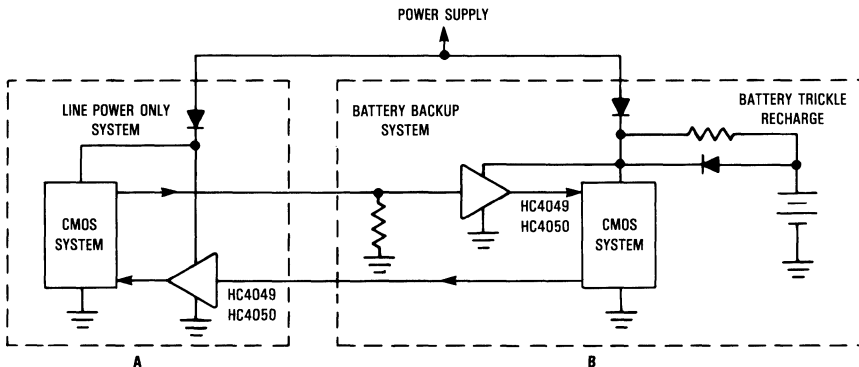 POWER SUPPLY
LINE POWER ONLY
SYSTEM
BATTERY BACKUP
SYSTEM
BATTERY TRICKLE
RECHARGE
CMOS
SYSTEM
HC4049
HC4050
HC4049
HC4050
CMOS
SYSTEM
A
B